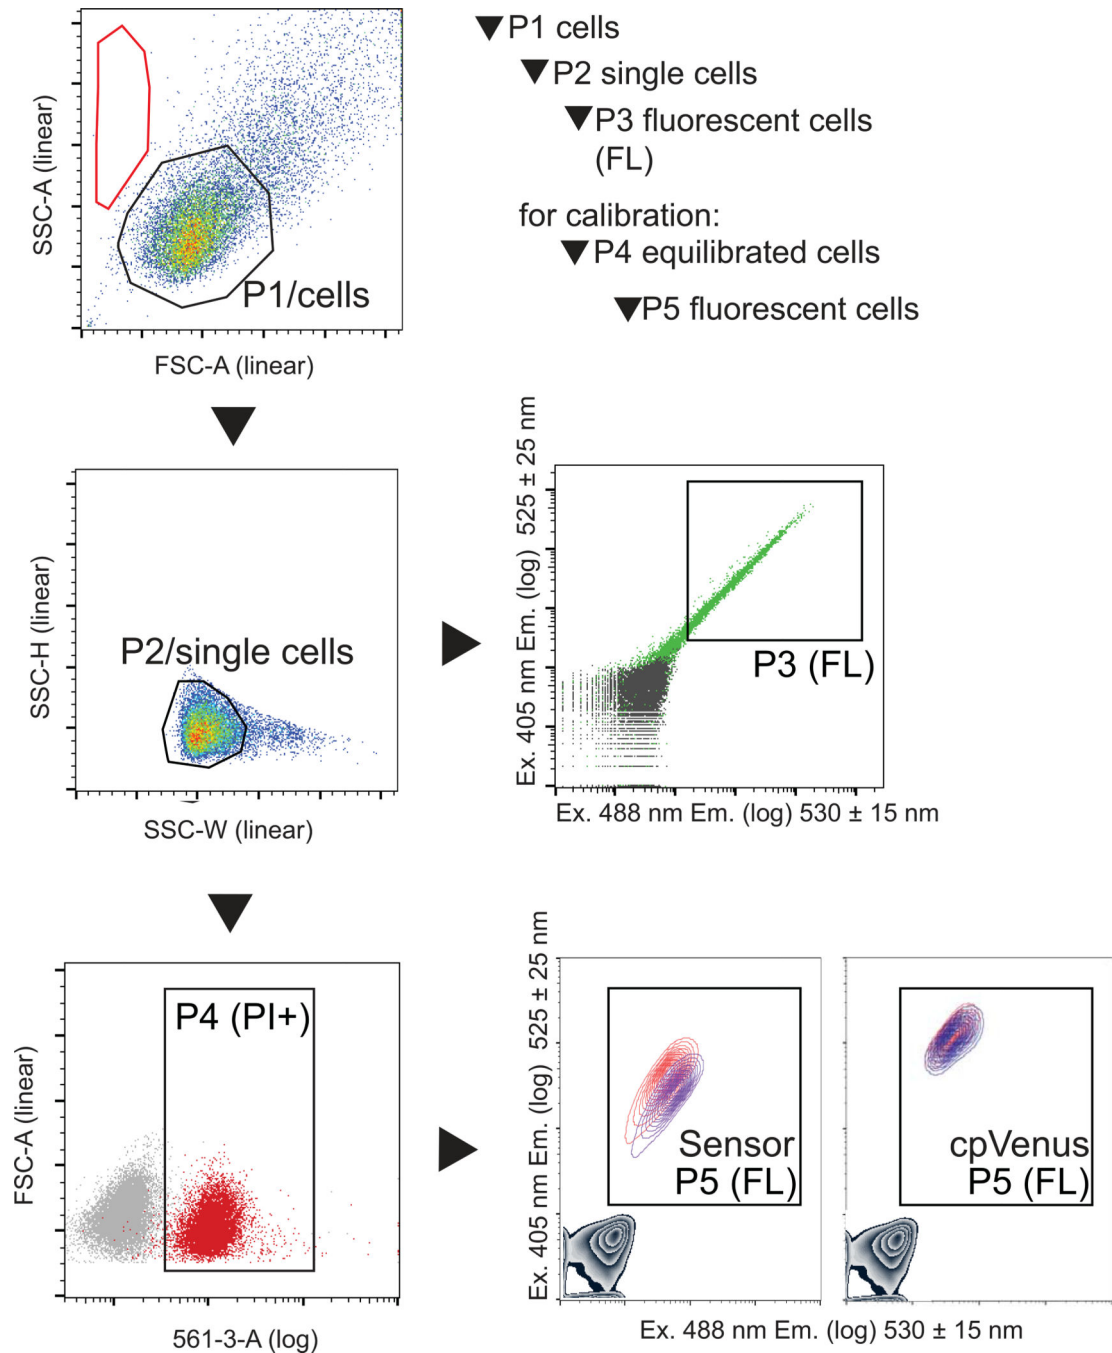 ▼P1 cells
▼P2 single cells
▼P3 fluorescent cells
(FL)
for calibration:
▼P4 equilibrated cells
▼P5 fluorescent cells
SSC-A (linear)
P1/cells
FSC-A (linear)
SSC-H (linear)
P2/single cells
SSC-W (linear)
Ex. 405 nm Em. (log) 525 ± 25 nm
P3 (FL)
Ex. 488 nm Em. (log) 530 ± 15 nm
FSC-A (linear)
P4 (PI+)
561-3-A (log)
Ex. 405 nm Em. (log) 525 ± 25 nm
Sensor
P5 (FL)
cpVenus
P5 (FL)
Ex. 488 nm Em. (log) 530 ± 15 nm